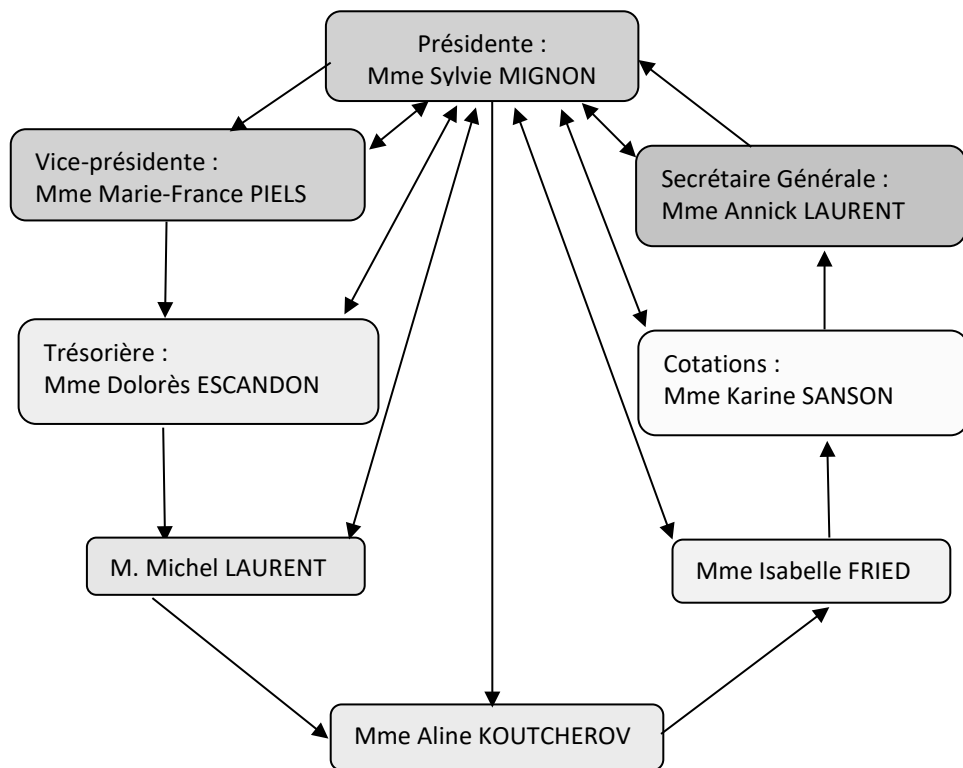 Présidente :
Mme Sylvie MIGNON
Vice-présidente :
Mme Marie-France PIELS
Secrétaire Générale :
Mme Annick LAURENT
Trésorière :
Mme Dolorès ESCANDON
Cotations :
Mme Karine SANSON
M. Michel LAURENT
Mme Isabelle FRIED
Mme Aline KOUTCHEROV